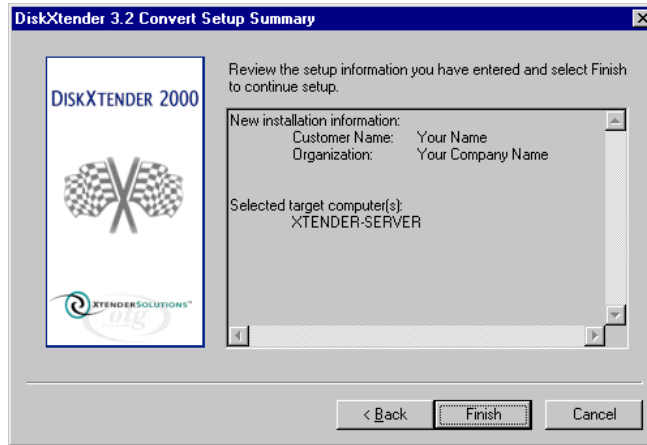 DiskXtender 3.2 Convert Setup Summary
DISKXTENDER 2000
XTENDERSOLUTIONS
otg
Review the setup information you have entered and select Finish
to continue setup.
New installation information:
Customer Name: Your Name
Organization: Your Company Name
Selected target computer(s):
XTENDER-SERVER
< Back
Finish
Cancel